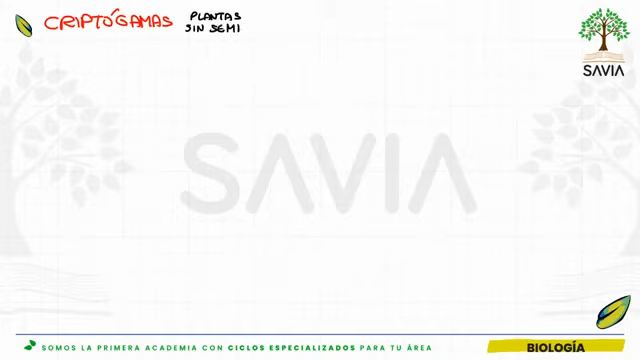 CRIPTÓGAMAS PLANTAS
SIN SEMI
SAVIA
SAVIA
SOMOS LA PRIMERA ACADEMIA CON CICLOS ESPECIALIZADOS PARA TU ÁREA
BIOLOGÍA